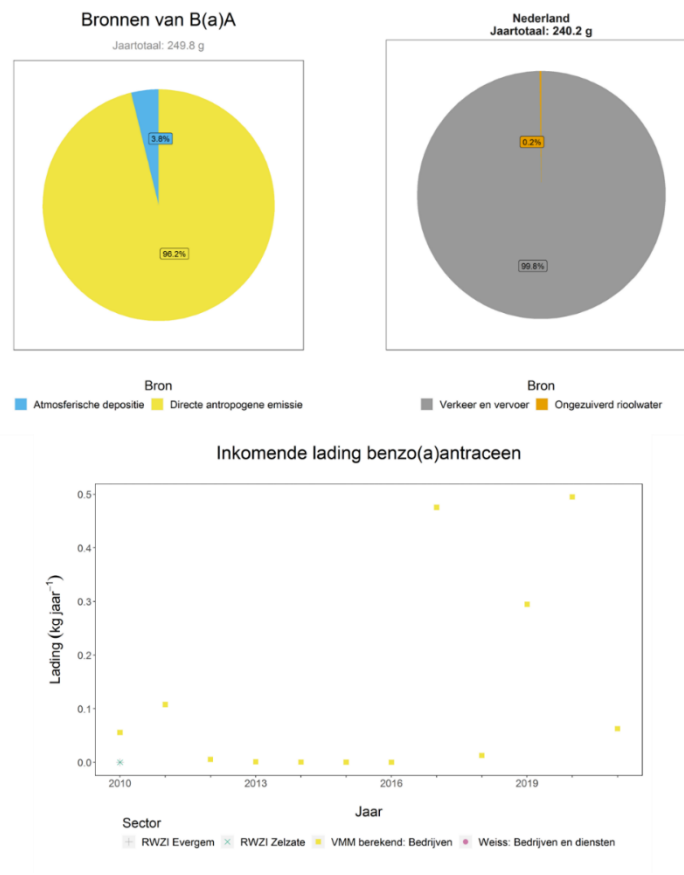 Bronnen van B(a)A
Jaartotaal: 249.8 g
3.8%
96.2%
Bron
Atmosferische depositie Directe antropogene emissie
Nederland
Jaartotaal: 240.2 g
0.2%
99.8%
Bron
Verkeer en vervoer Ongezuiverd rioolwater
Inkomende lading benzo(a)antraceen
Lading (kg jaar⁻¹)
0.5
0.4
0.3
0.2
0.1
0.0
2010 2013 2016 2019
Jaar
Sector
RWZI Evergem RWZI Zelzate VMM berekend: Bedrijven Weiss: Bedrijven en diensten